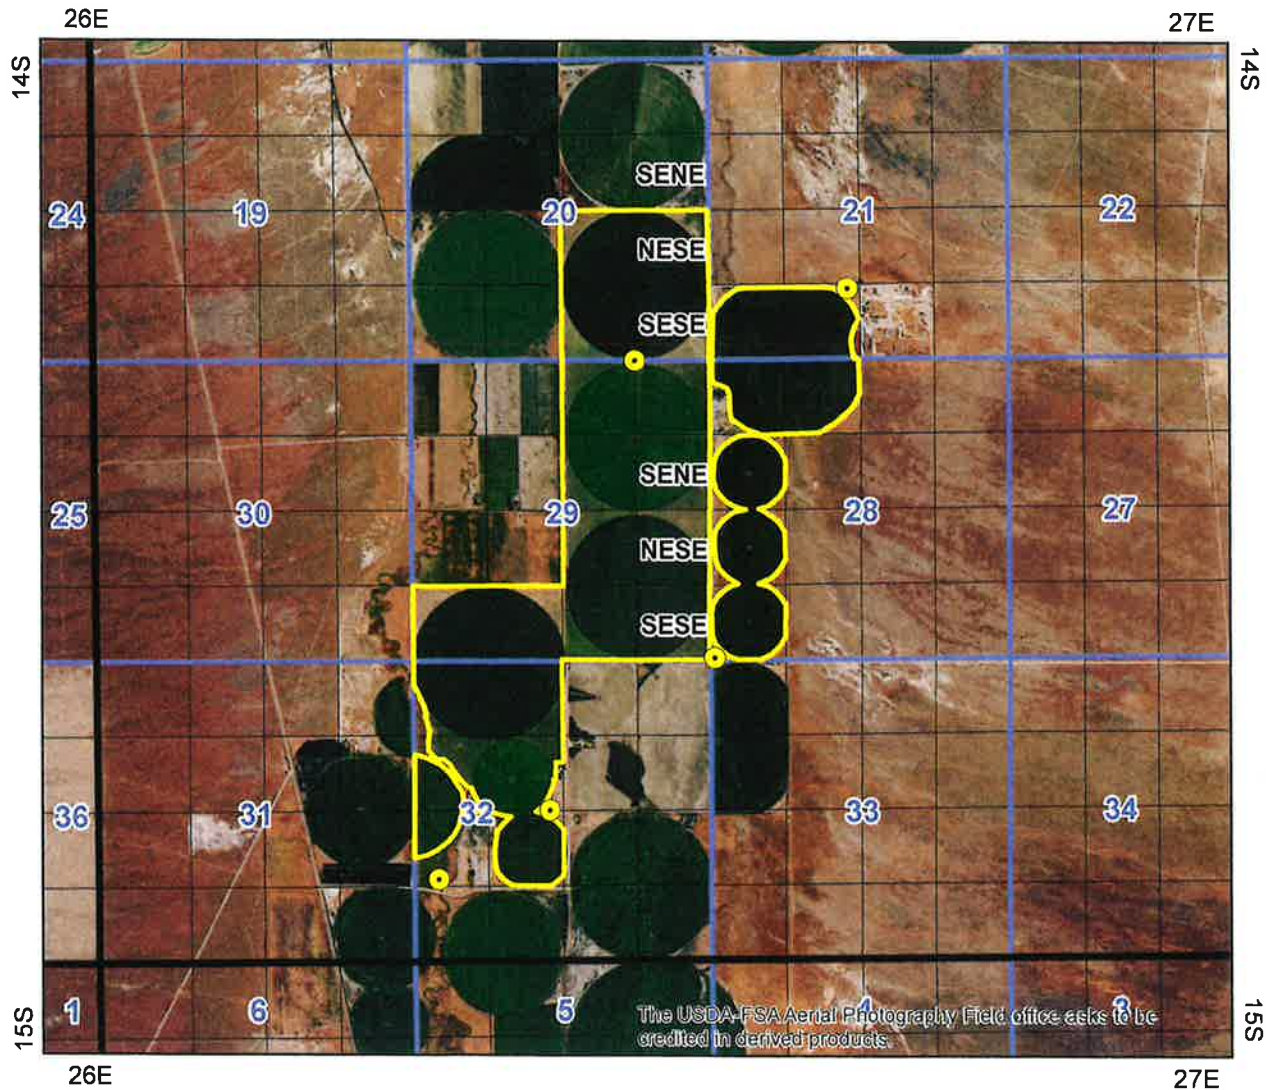 26E 27E
14S 14S
SENE
24 19 20 21 22
NESE
SESE
SENE
25 30 29 28 27
NESE
SESE
36 31 32 33 34
1 6 5 4 3
The USDA-FSA Aerial Photography Field office asks to be
credited in derived products.
15S 15S
26E 27E